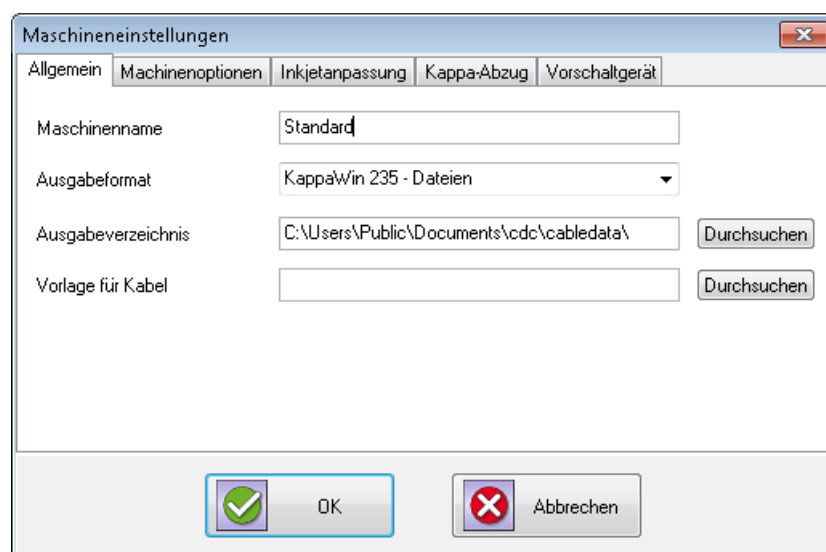 Maschineneinstellungen
Allgemein Machinenoptionen Inkjetanpassung Kappa-Abzug Vorschaltgerät
Maschinenname Standard
Ausgabeformat KappaWin 235 - Dateien
Ausgabeverzeichnis C:\Users\Public\Documents\cdc\cabledata\ Durchsuchen
Vorlage für Kabel Durchsuchen
OK Abbrechen